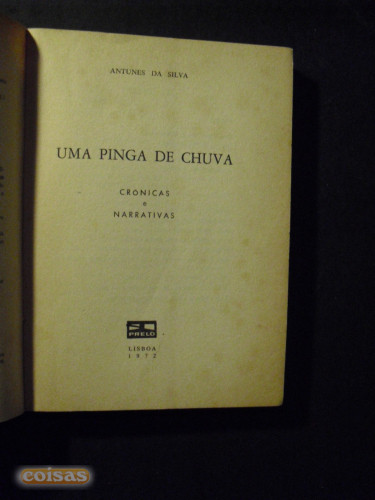 ANTUNES DA SILVA
UMA PINGA DE CHUVA
CRÓNICAS
e
NARRATIVAS
PRELO
LISBOA
1972
coisas